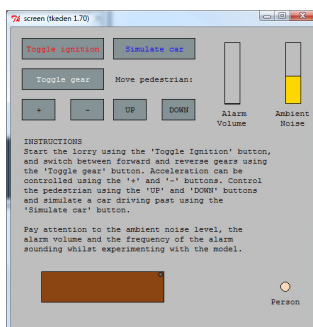 screen (tkeden 1.70)
Toggle ignition
Simulate car
Toggle gear
Move pedestrian:
+
-
UP
DOWN
Alarm
Volume
Ambient
Noise
INSTRUCTIONS
Start the lorry using the 'Toggle Ignition' button,
and switch between forward and reverse gears using
the 'Toggle gear' button. Acceleration can be
controlled using the '+' and '-' buttons. Control
the pedestrian using the 'UP' and 'DOWN' buttons
and simulate a car driving past using the
'Simulate car' button.
Pay attention to the ambient noise level, the
alarm volume and the frequency of the alarm
sounding whilst experimenting with the model.
Person